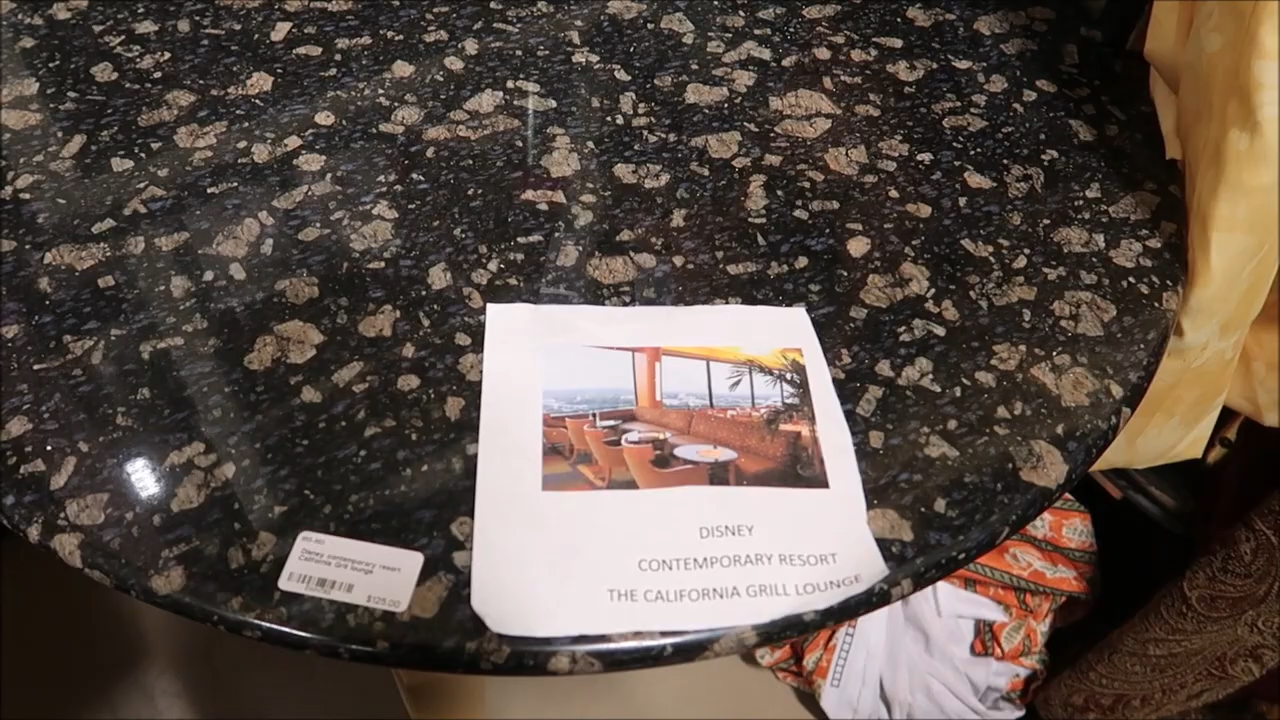 DISNEY
CONTEMPORARY RESORT
THE CALIFORNIA GRILL LOUNGE
Disney contemporary resort
California Grill lounge
$125.00